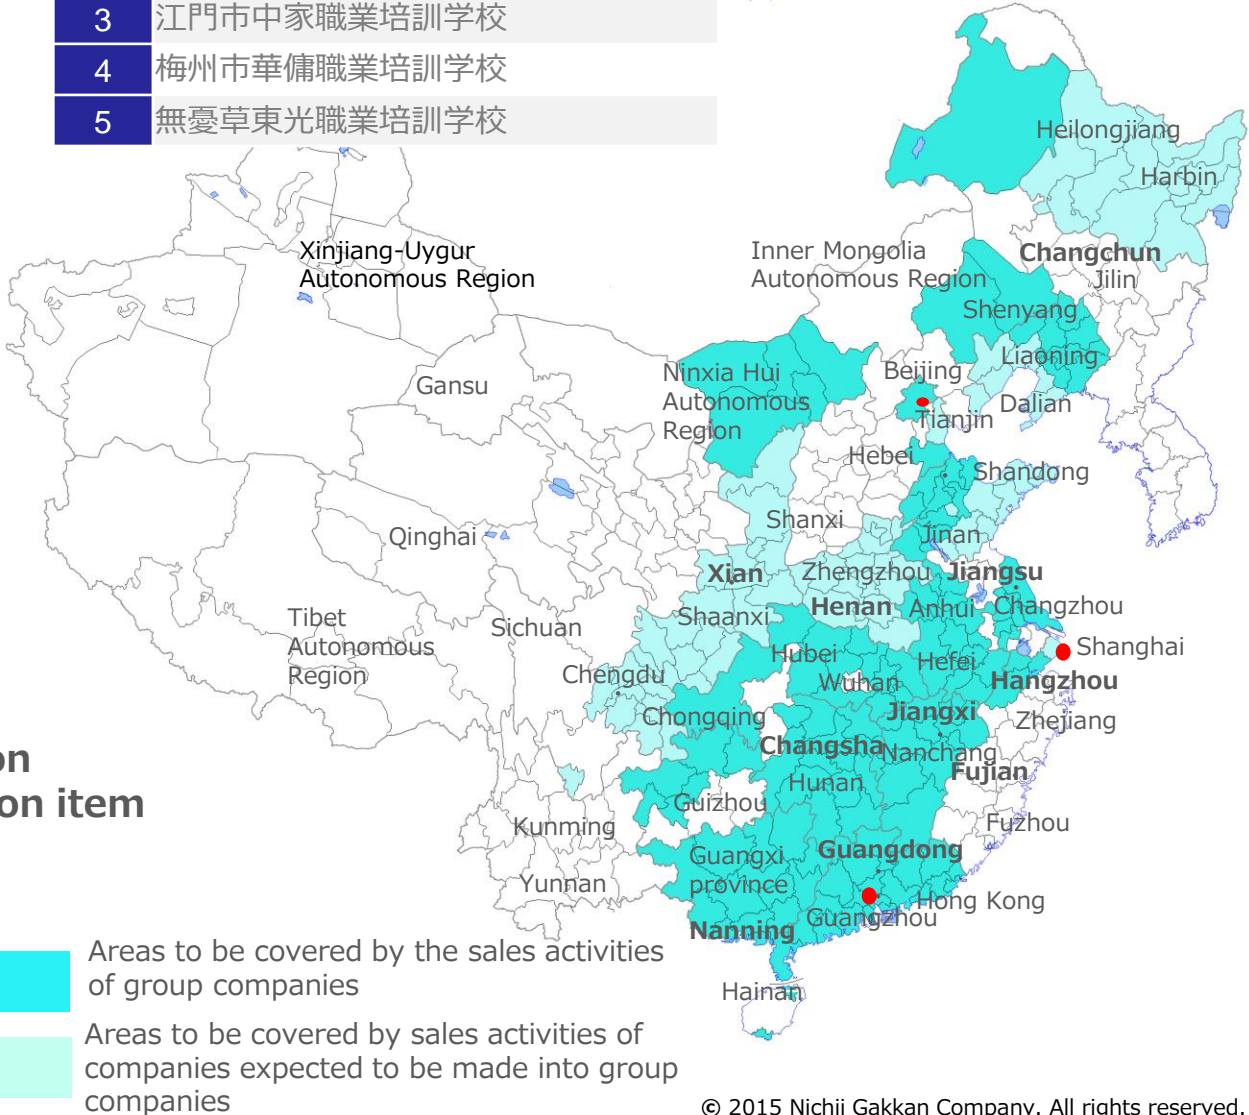 3 江門市中家職業培訓学校
4 梅州市華傭職業培訓学校
5 無憂草東光職業培訓学校
Heilongjiang
Harbin
Xinjiang-Uygur
Autonomous Region
Inner Mongolia
Autonomous Region
Changchun
Jilin
Shenyang
Liaoning
Gansu
Ninxia Hui
Autonomous
Region
Beijing
Dalian
Tianjin
Hebei
Shandong
Shanxi
Qinghai
Jinan
Xian
Zhengzhou
Jiangsu
Henan
Anhui
Changzhou
Shaanxi
Tibet
Autonomous
Region
Sichuan
Shanghai
Hubei
Hefei
Chengdu
Wuhan
Hangzhou
Chongqing
Jiangxi
Zhejiang
Changsha
Nanchang
Fujian
Hunan
Guizhou
Fuzhou
Kunming
Guangdong
Guangxi
province
Yunnan
Hong Kong
Guangzhou
Nanning
Hainan
on
on item
Areas to be covered by the sales activities
of group companies
Areas to be covered by sales activities of
companies expected to be made into group
companies
© 2015 Nichii Gakkan Company. All rights reserved.